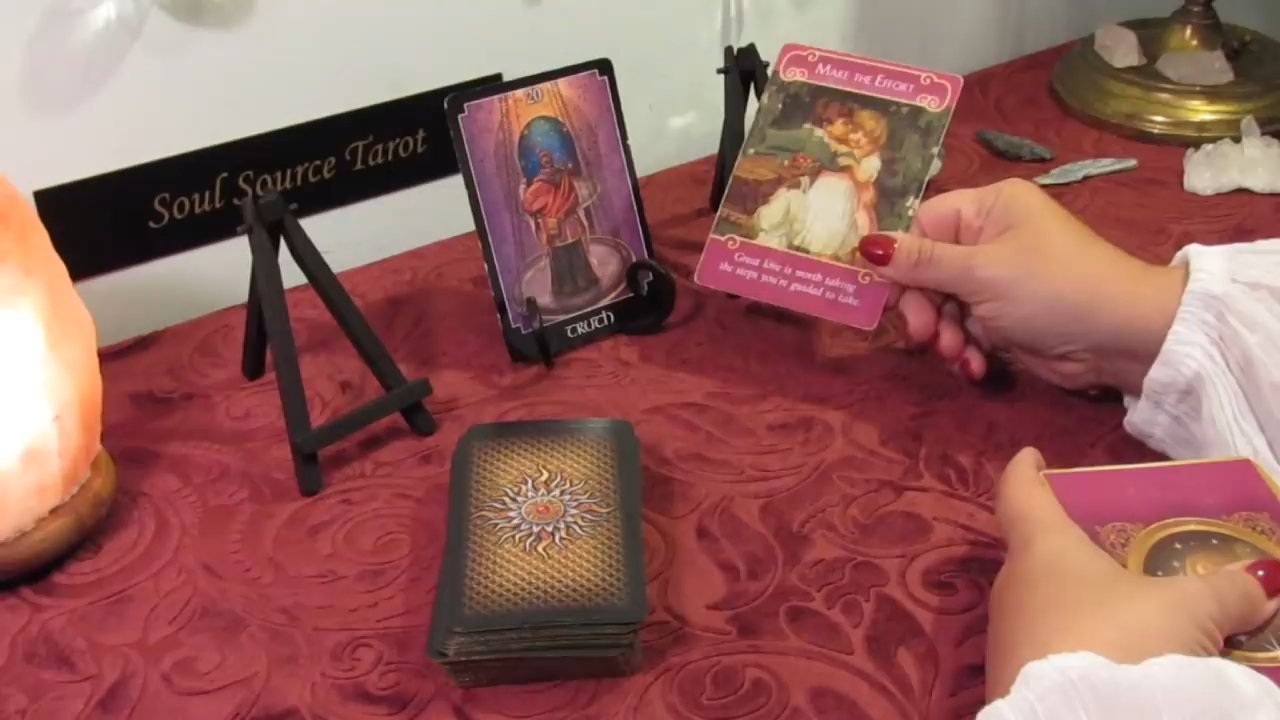 Soul Source Tarot
20
TRUTH
MAKE THE EFFORT
Great love is worth taking
the steps you're guided to take.